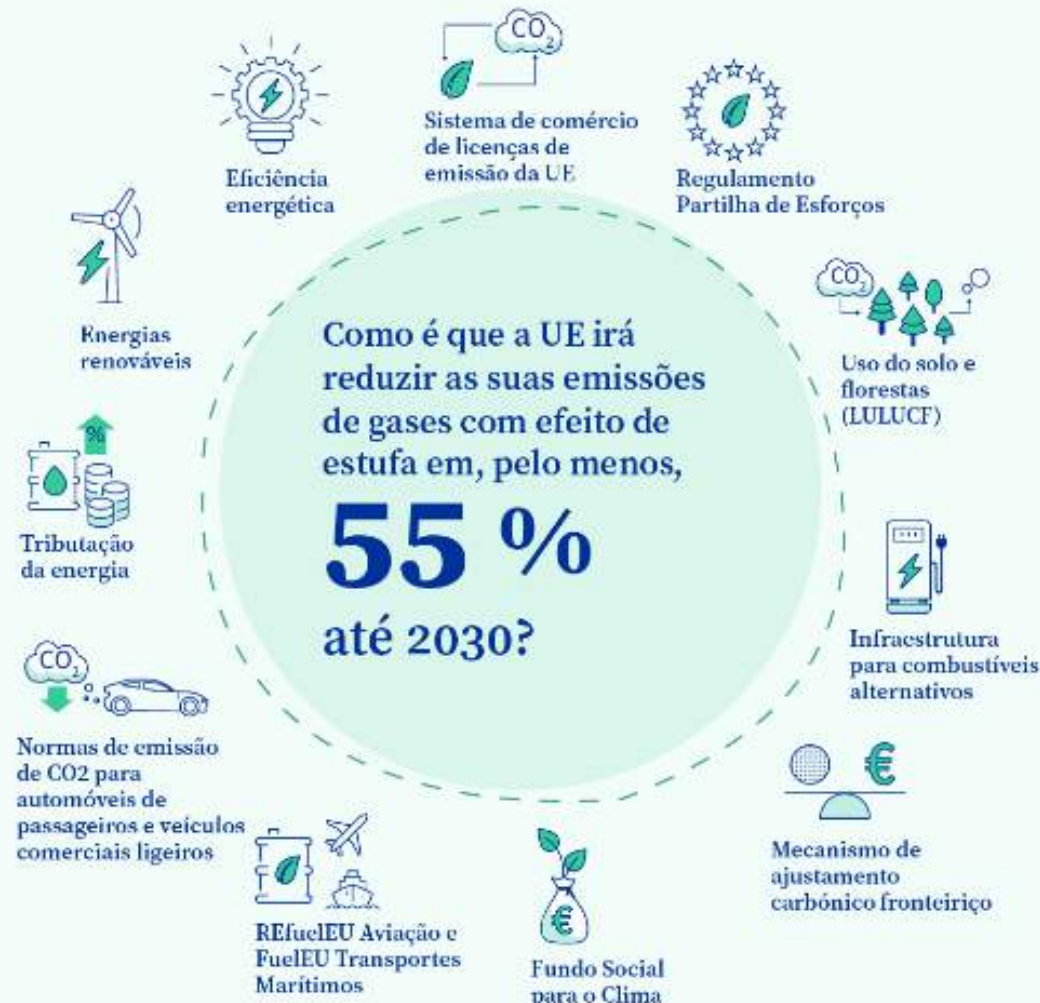 CO2
Sistema de comércio
de licenças de
emissão da UE
Regulamento
Partilha de Esforços
CO2
Uso do solo e
florestas
(LULUCF)
Infraestrutura
para combustíveis
alternativos
€
Mecanismo de
ajustamento
carbónico fronteiriço
€
Fundo Social
para o Clima
REfuelEU Aviação e
FuelEU Transportes
Marítimos
CO2
Normas de emissão
de CO2 para
automóveis de
passageiros e veículos
comerciais ligeiros
%
Tributação
da energia
Energias
renováveis
Eficiência
energética
Como é que a UE irá
reduzir as suas emissões
de gases com efeito de
estufa em, pelo menos,
55 %
até 2030?